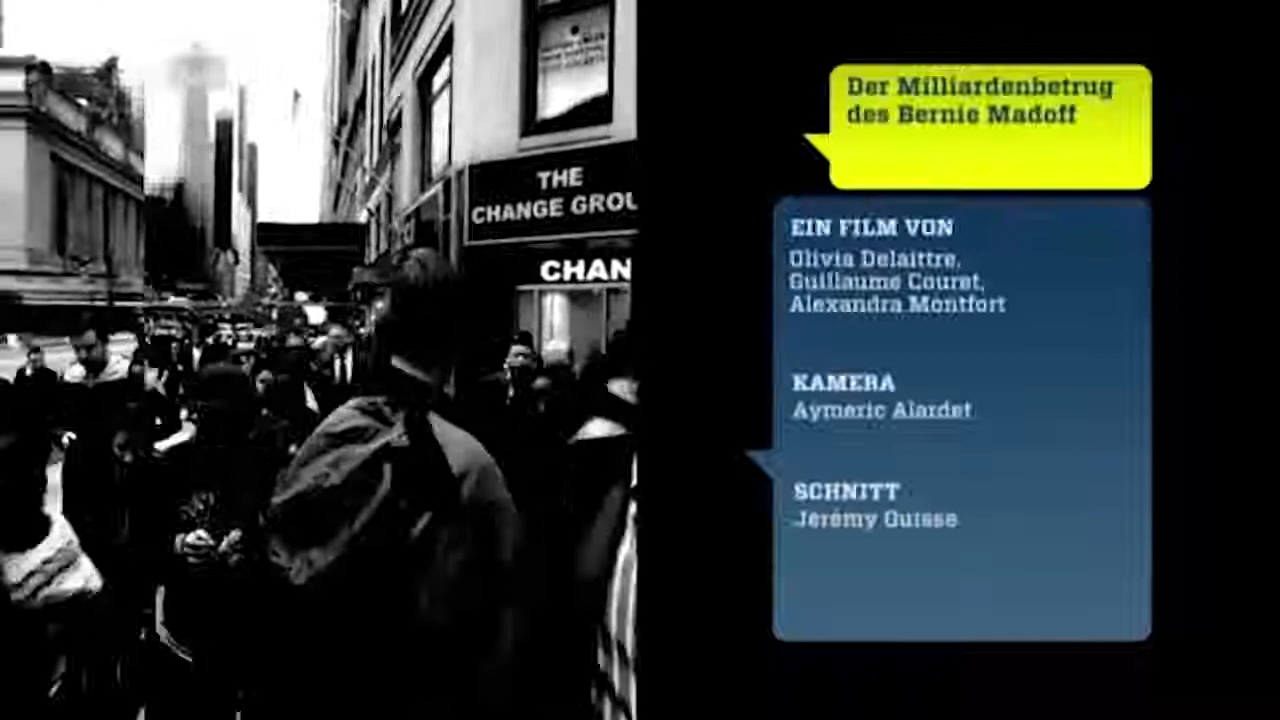 THE
CHANGE GROU
CHAN
Der Milliardenbetrug
des Bernie Madoff
EIN FILM VON
Olivia Delaittre,
Guillaume Couret,
Alexandra Montfort
KAMERA
Aymeric Alardet
SCHNITT
Jérémy Guisse